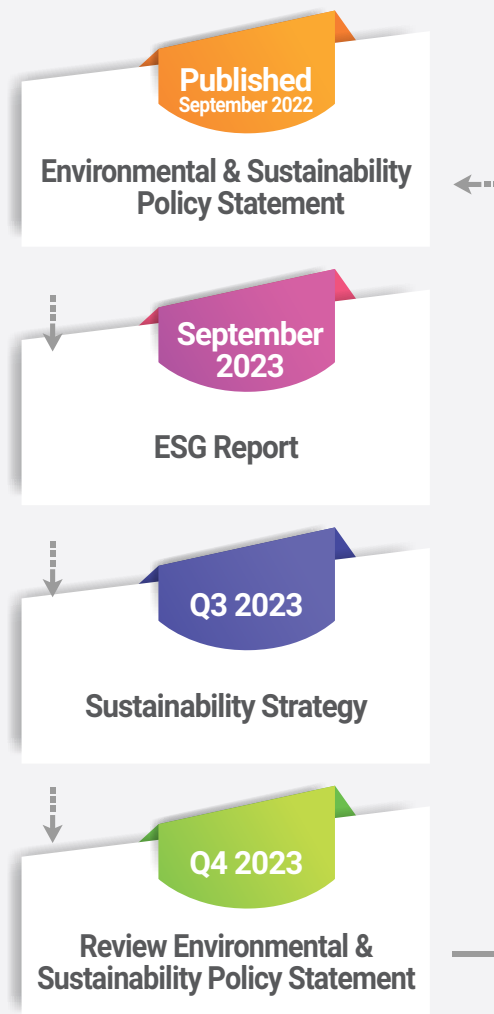 Published
September 2022
Environmental & Sustainability
Policy Statement
September
2023
ESG Report
Q3 2023
Sustainability Strategy
Q4 2023
Review Environmental &
Sustainability Policy Statement